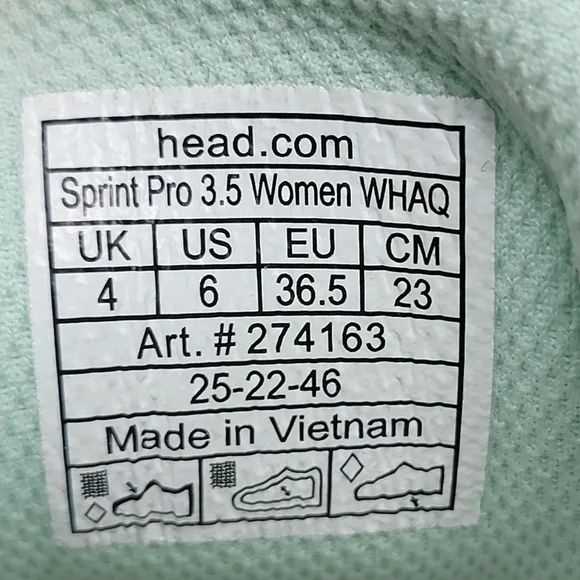 head.com
Sprint Pro 3.5 Women WHAQ
UK US EU CM
4 6 36.5 23
Art. # 274163
25-22-46
Made in Vietnam